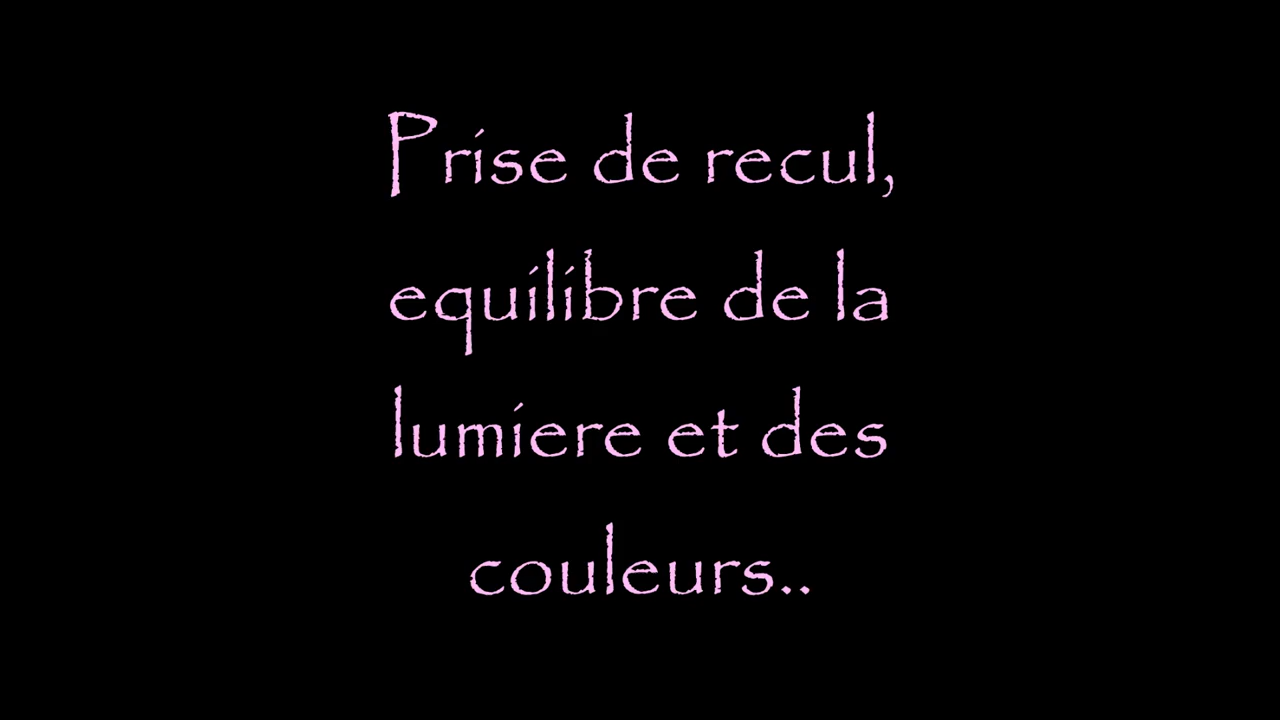 Prise de recul,
equilibre de la
lumiere et des
couleurs..